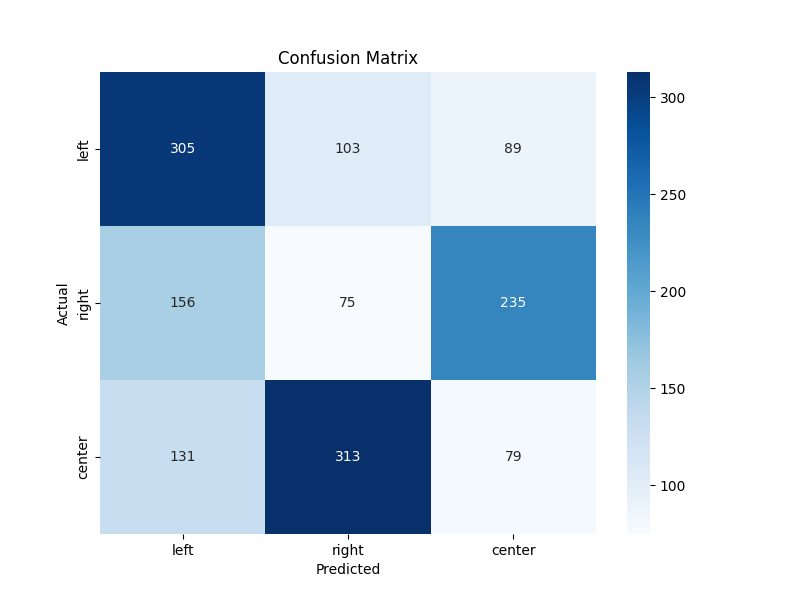 Confusion Matrix
Actual
left
305 103 89
right
156 75 235
center
131 313 79
left right center
Predicted
300
250
200
150
100